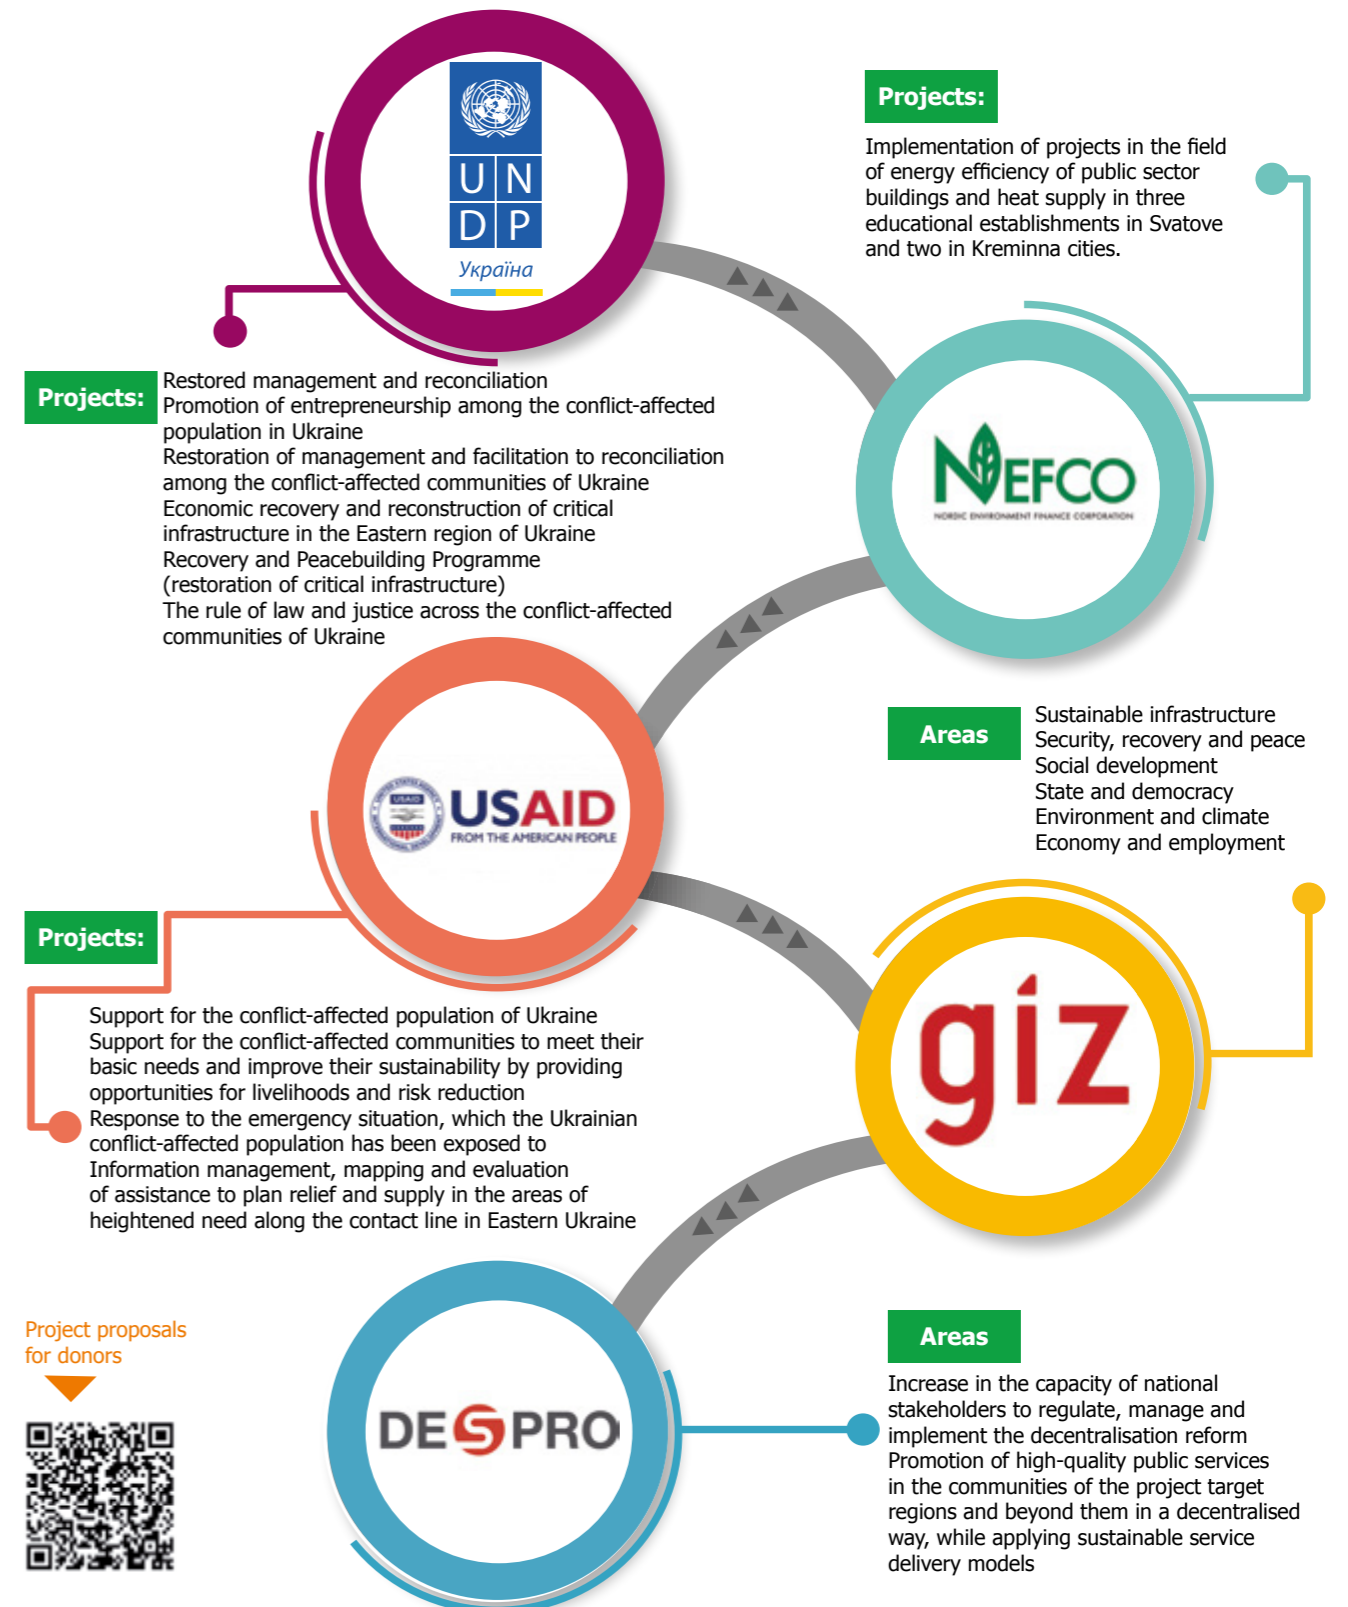 UN
DP
Україна
Projects:
Implementation of projects in the field
of energy efficiency of public sector
buildings and heat supply in three
educational establishments in Svatove
and two in Kreminna cities.
Projects:
Restored management and reconciliation
Promotion of entrepreneurship among the conflict-affected
population in Ukraine
Restoration of management and facilitation to reconciliation
among the conflict-affected communities of Ukraine
Economic recovery and reconstruction of critical
infrastructure in the Eastern region of Ukraine
Recovery and Peacebuilding Programme
(restoration of critical infrastructure)
The rule of law and justice across the conflict-affected
communities of Ukraine
NEFCO
NORDIC ENVIRONMENT FINANCE CORPORATION
USAID
USAID
FROM THE AMERICAN PEOPLE
Areas
Sustainable infrastructure
Security, recovery and peace
Social development
State and democracy
Environment and climate
Economy and employment
Projects:
Support for the conflict-affected population of Ukraine
Support for the conflict-affected communities to meet their
basic needs and improve their sustainability by providing
opportunities for livelihoods and risk reduction
Response to the emergency situation, which the Ukrainian
conflict-affected population has been exposed to
Information management, mapping and evaluation
of assistance to plan relief and supply in the areas of
heightened need along the contact line in Eastern Ukraine
giz
Project proposals
for donors
DESPRO
Areas
Increase in the capacity of national
stakeholders to regulate, manage and
implement the decentralisation reform
Promotion of high-quality public services
in the communities of the project target
regions and beyond them in a decentralised
way, while applying sustainable service
delivery models